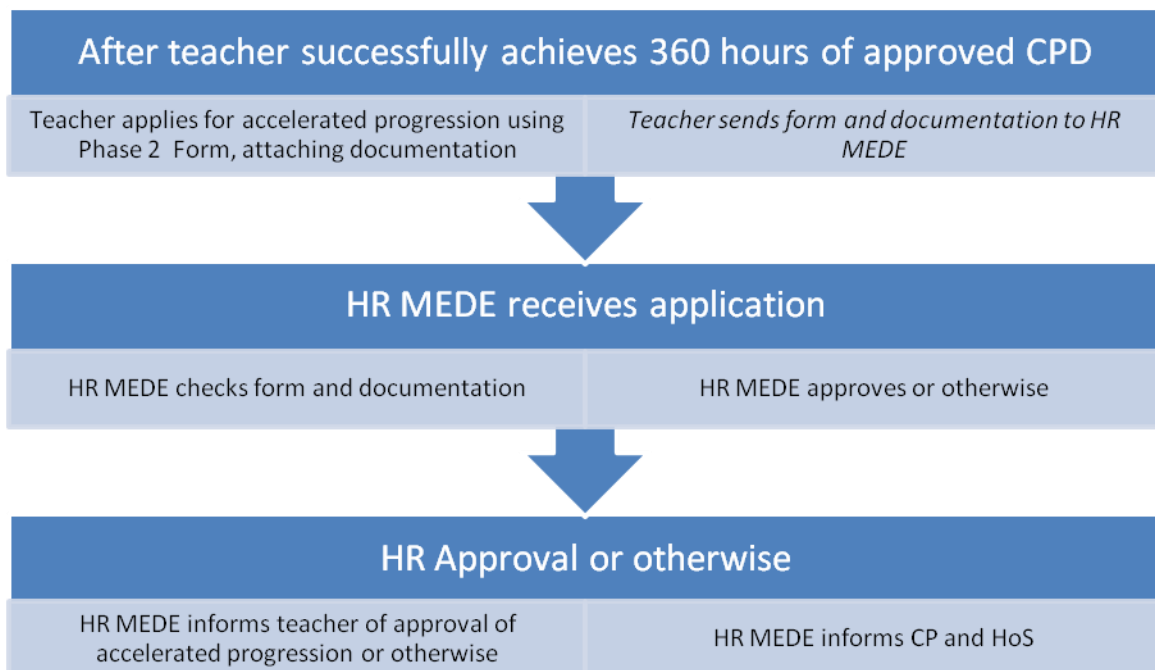 After teacher successfully achieves 360 hours of approved CPD
Teacher applies for accelerated progression using
Phase 2 Form, attaching documentation
Teacher sends form and documentation to HR
MEDE
HR MEDE receives application
HR MEDE checks form and documentation
HR MEDE approves or otherwise
HR Approval or otherwise
HR MEDE informs teacher of approval of
accelerated progression or otherwise
HR MEDE informs CP and HoS